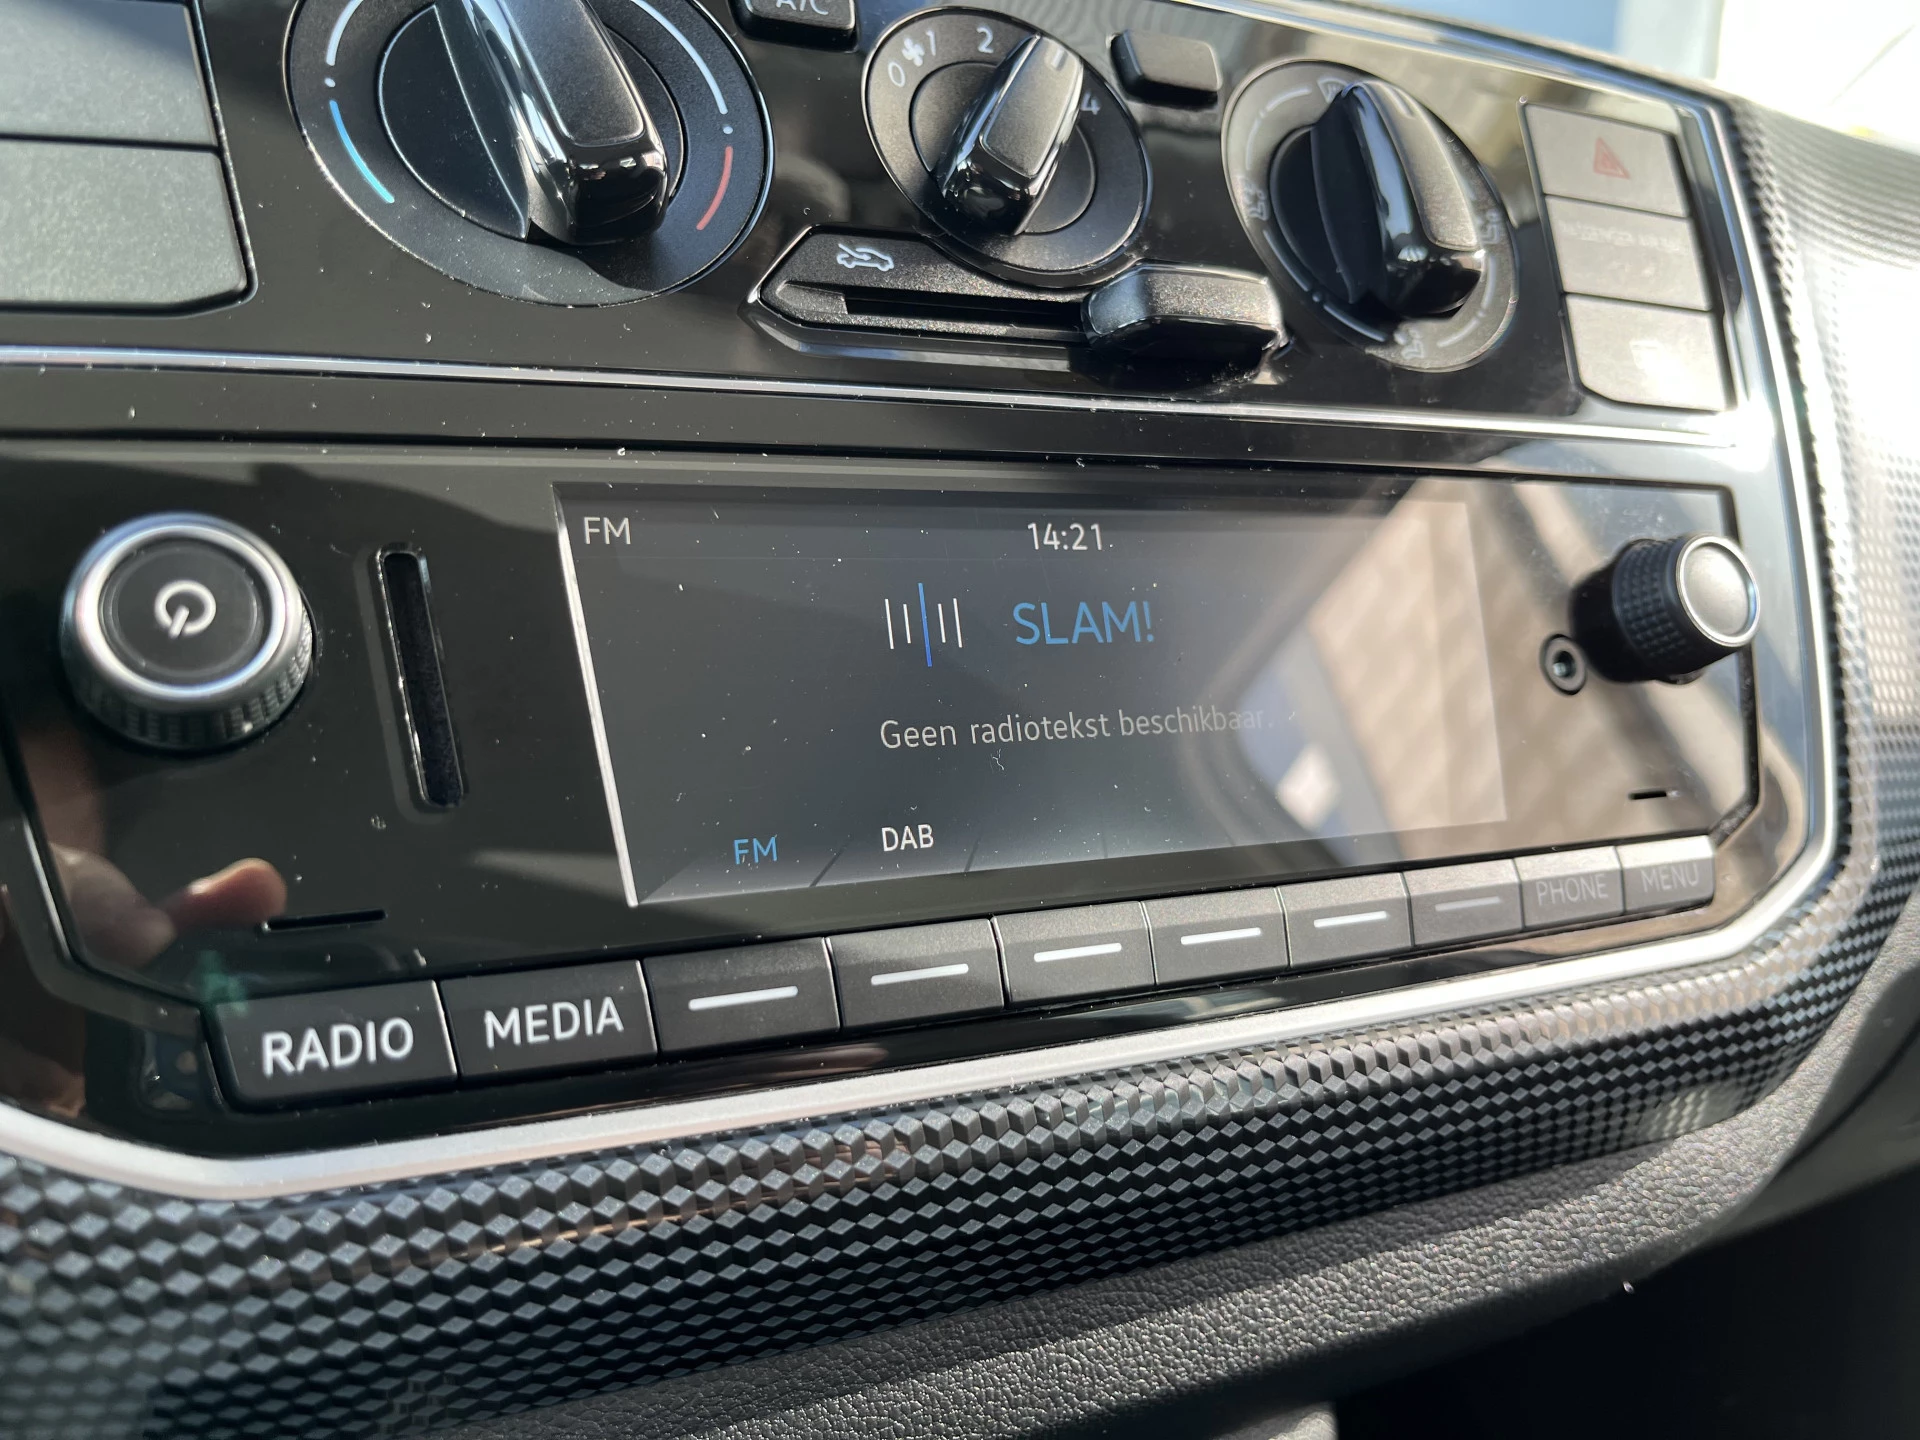 A/C
0 1 2 4
FM 14:21
SLAM!
Geen radiotekst beschikbaar.
FM DAB
RADIO MEDIA PHONE MENU